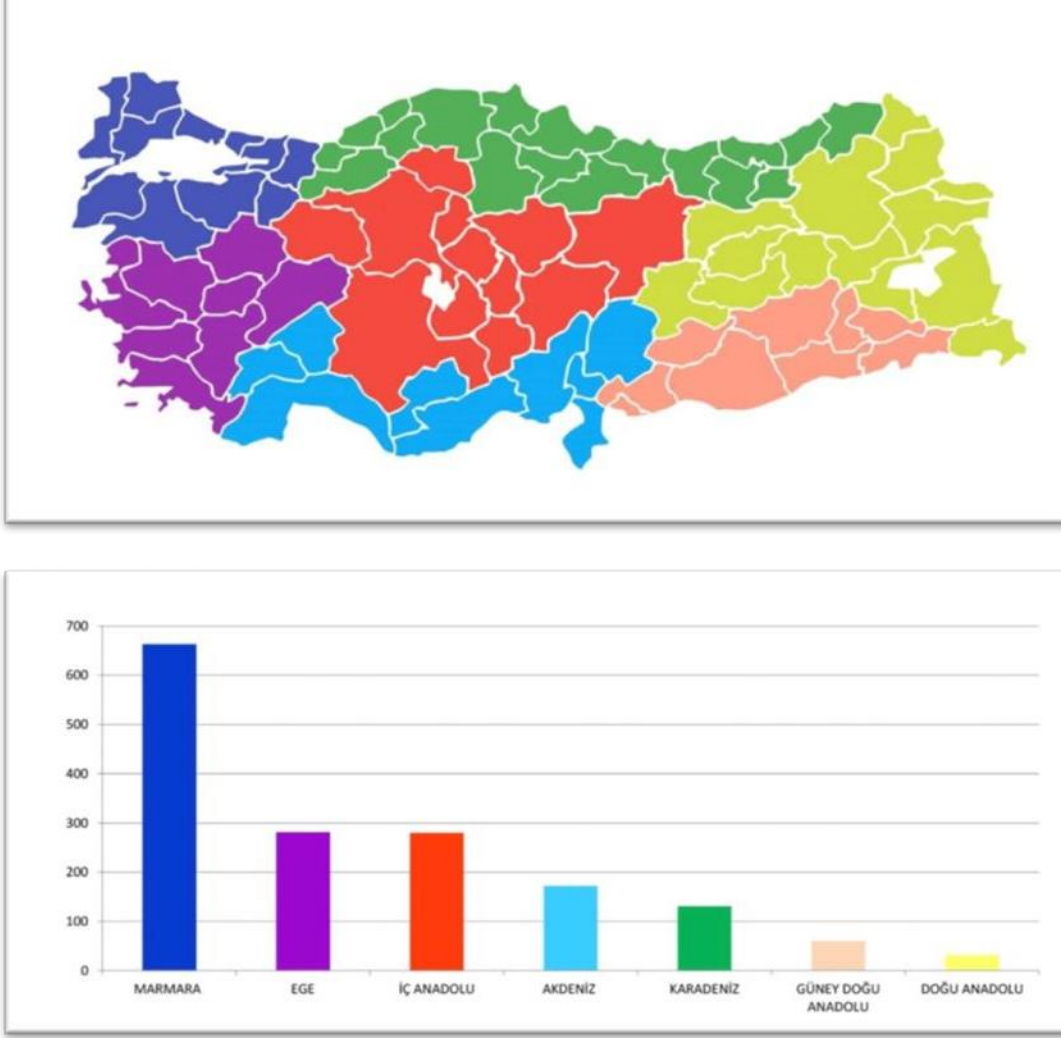 700
600
500
400
300
200
100
0
MARMARA
EGE
İÇ ANADOLU
AKDENİZ
KARADENİZ
GÜNEY DOĞU
ANADOLU
DOĞU ANADOLU